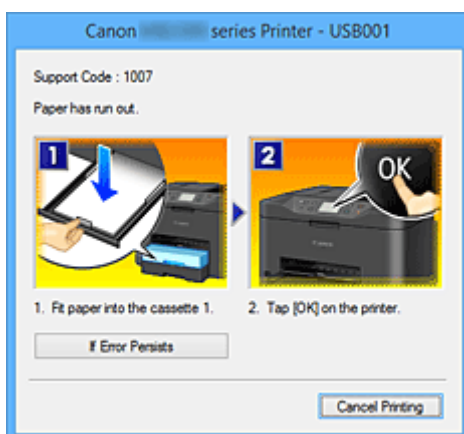 Canon series Printer - USB001
Support Code : 1007
Paper has run out.
1
2
OK
Canon
1. Fit paper into the cassette 1.
2. Tap [OK] on the printer.
If Error Persists
Cancel Printing